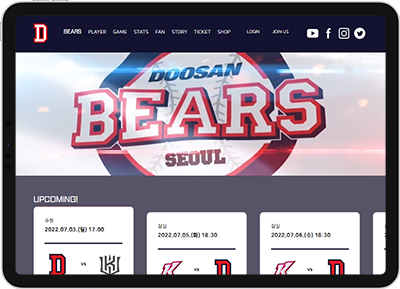 D BEARS PLAYER GAME STATS FAN STORY TICKET SHOP LOGIN JOIN US
DOOSAN
BEARS
SEOUL
UPCOMING!
수원
2022.07.03.(일) 17:00
D vs
잠실
2022.07.05.(화) 18:30
K vs D
잠실
2022.07.06.(수) 18:30
K vs D